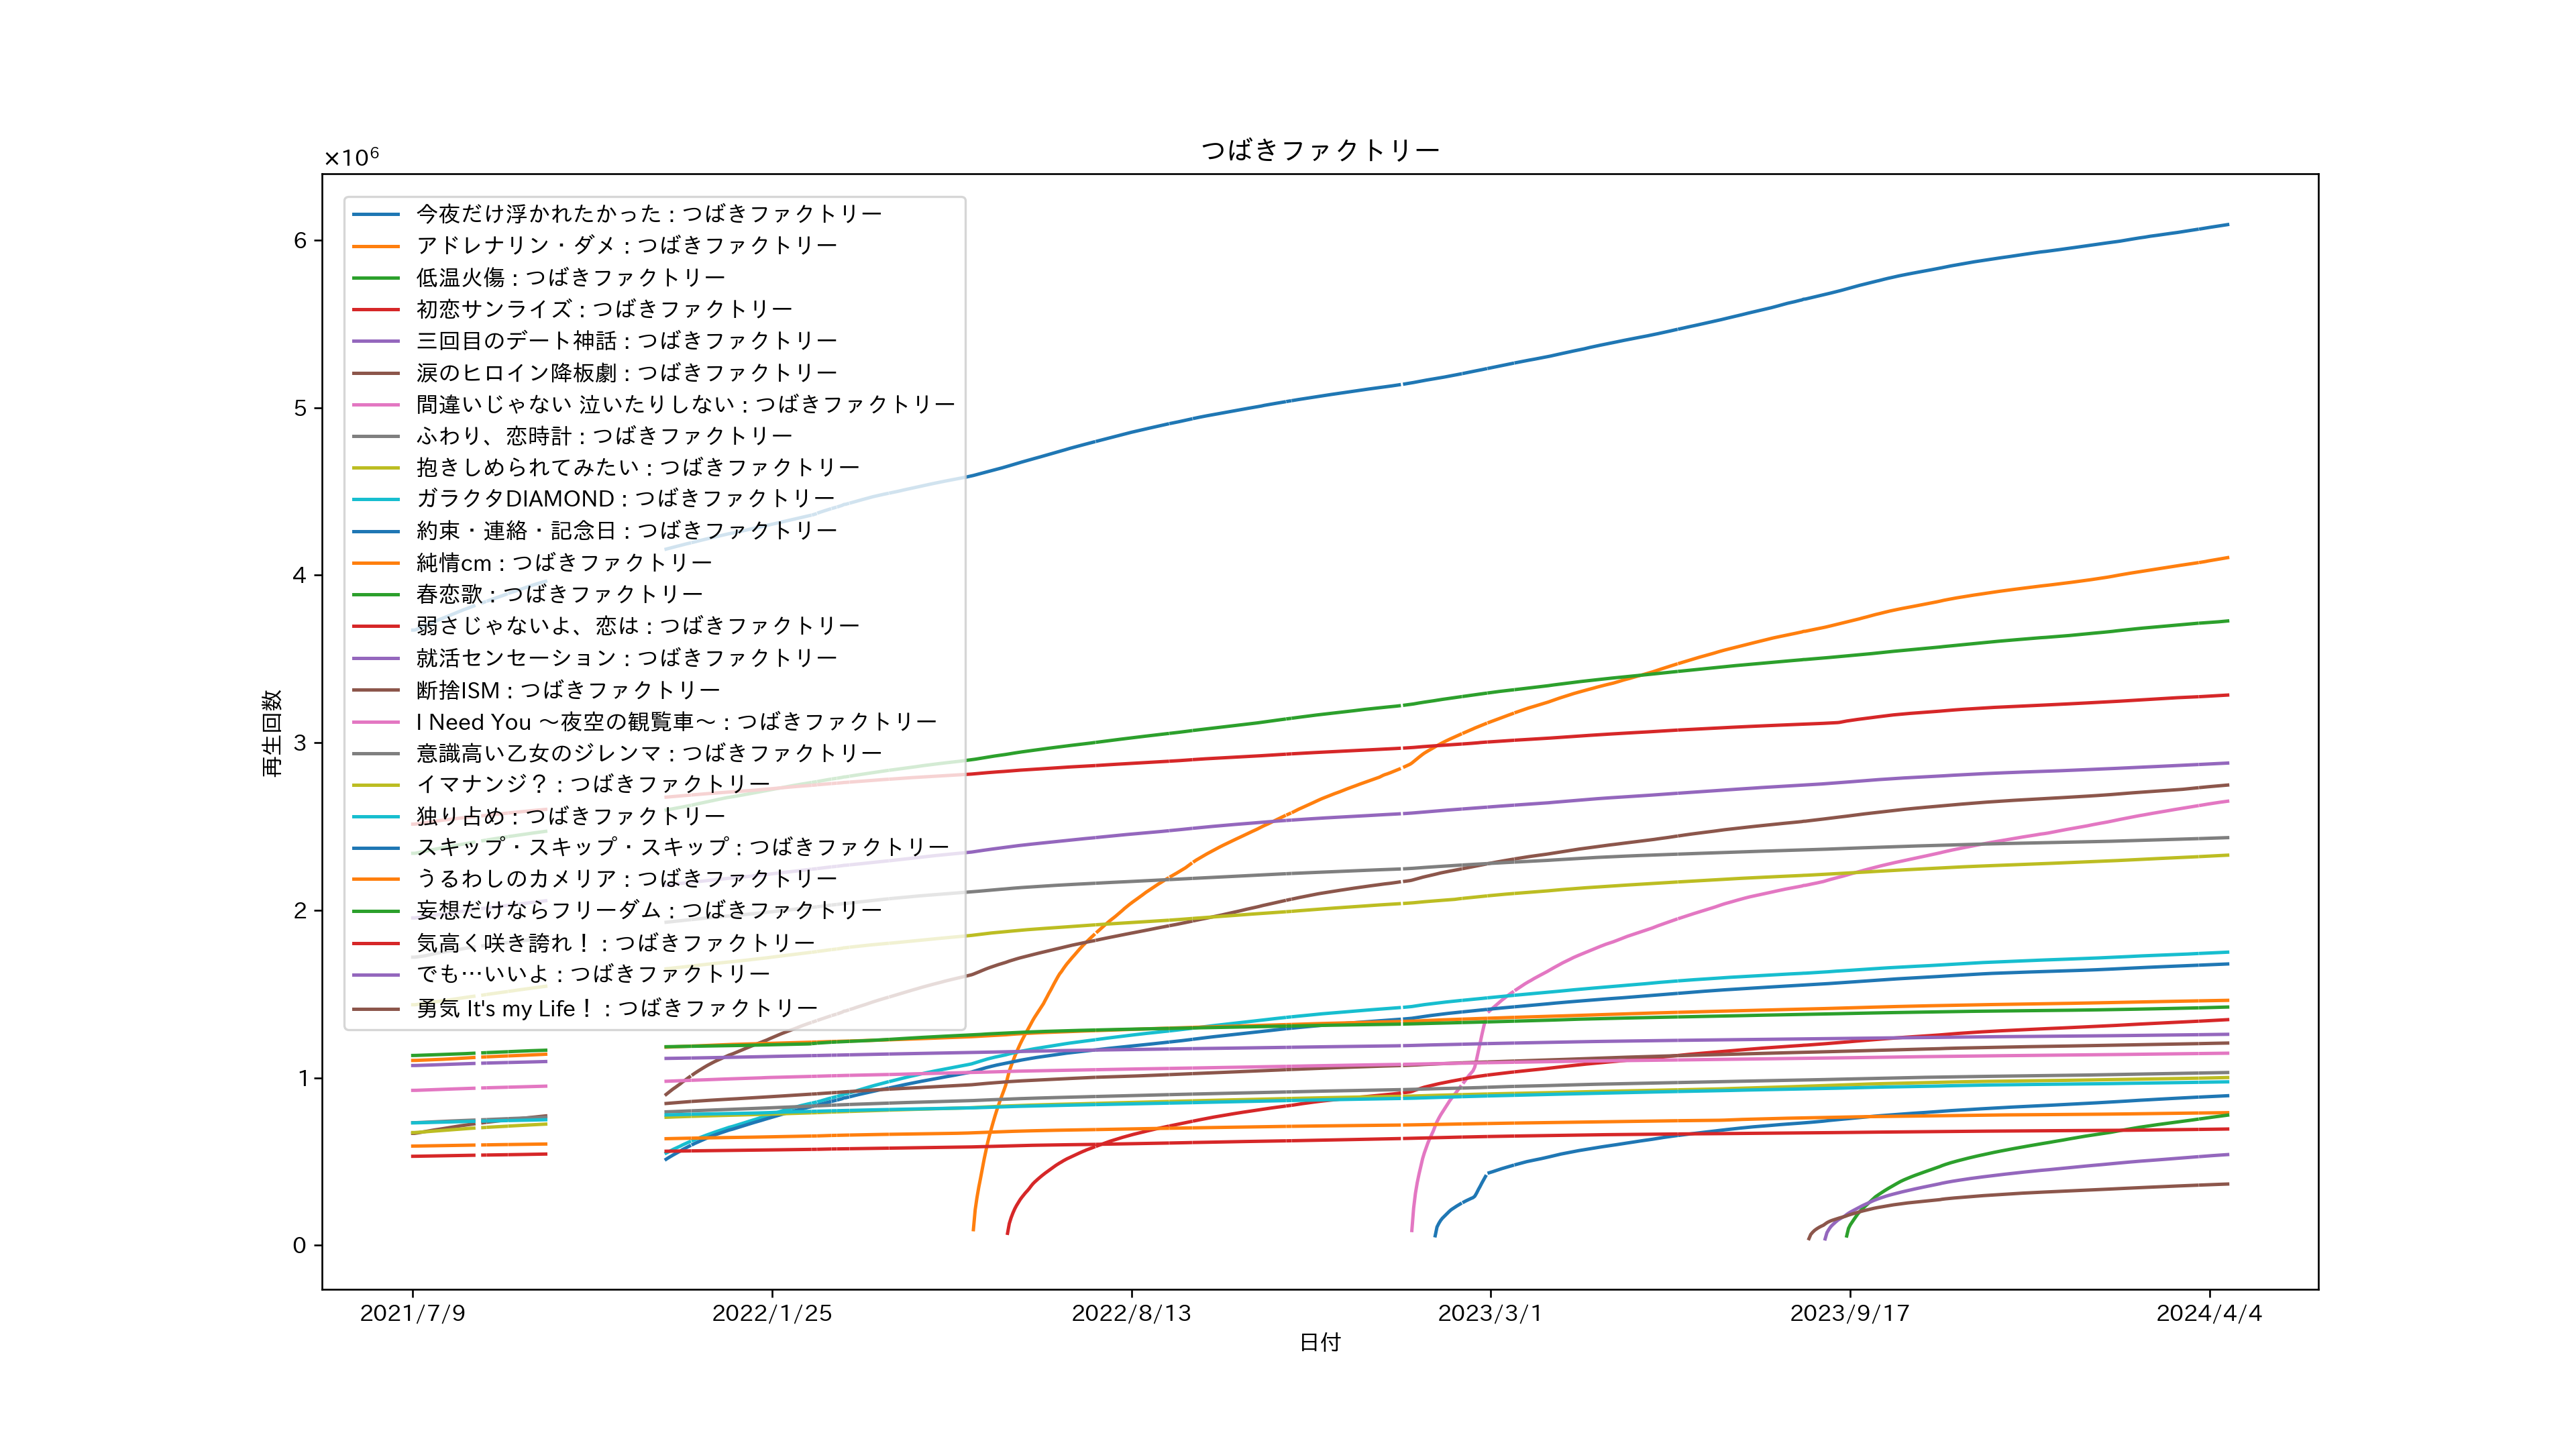 つばきファクトリー
×10⁶
今夜だけ浮かれたかった : つばきファクトリー
アドレナリン・ダメ : つばきファクトリー
低温火傷 : つばきファクトリー
初恋サンライズ : つばきファクトリー
三回目のデート神話 : つばきファクトリー
涙のヒロイン降板劇 : つばきファクトリー
間違いじゃない 泣いたりしない : つばきファクトリー
ふわり、恋時計 : つばきファクトリー
抱きしめられてみたい : つばきファクトリー
ガラクタDIAMOND : つばきファクトリー
約束・連絡・記念日 : つばきファクトリー
純情cm : つばきファクトリー
春恋歌 : つばきファクトリー
弱さじゃないよ、恋は : つばきファクトリー
就活センセーション : つばきファクトリー
断捨ISM : つばきファクトリー
I Need You ～夜空の観覧車～ : つばきファクトリー
意識高い乙女のジレンマ : つばきファクトリー
イマナンジ？ : つばきファクトリー
独り占め : つばきファクトリー
スキップ・スキップ・スキップ : つばきファクトリー
うるわしのカメリア : つばきファクトリー
妄想だけならフリーダム : つばきファクトリー
気高く咲き誇れ！ : つばきファクトリー
でも…いいよ : つばきファクトリー
勇気 It's my Life！ : つばきファクトリー
6
5
4
3
2
1
0
再生回数
2021/7/9
2022/1/25
2022/8/13
2023/3/1
2023/9/17
2024/4/4
日付